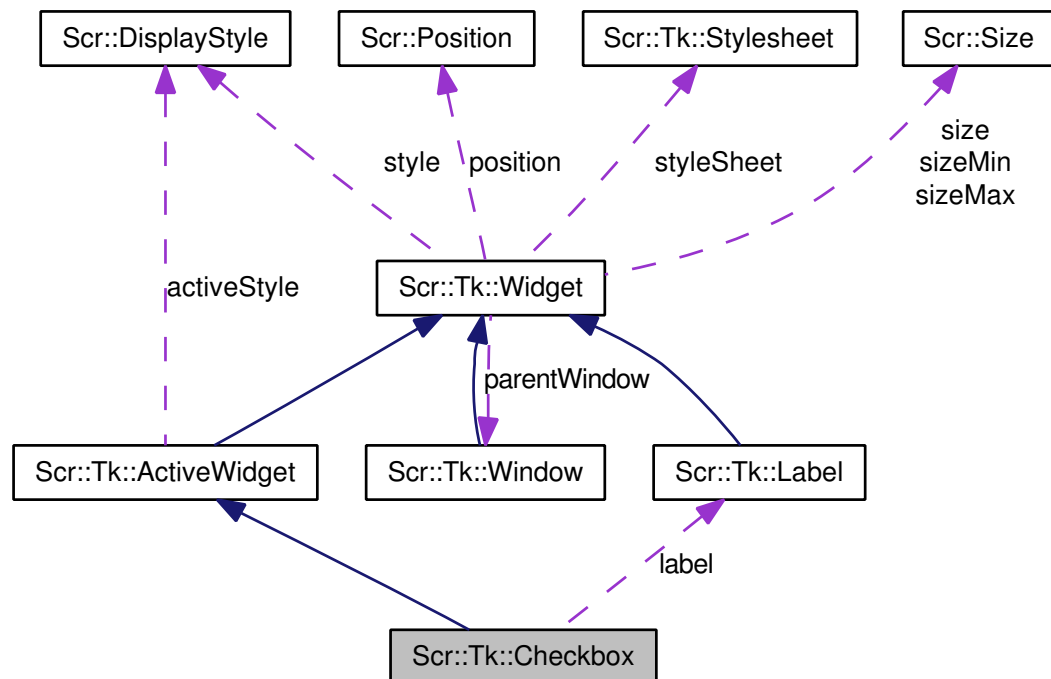 Scr::DisplayStyle
Scr::Position
Scr::Tk::Stylesheet
Scr::Size
style
position
styleSheet
size
sizeMin
sizeMax
Scr::Tk::Widget
activeStyle
parentWindow
Scr::Tk::ActiveWidget
Scr::Tk::Window
Scr::Tk::Label
label
Scr::Tk::Checkbox